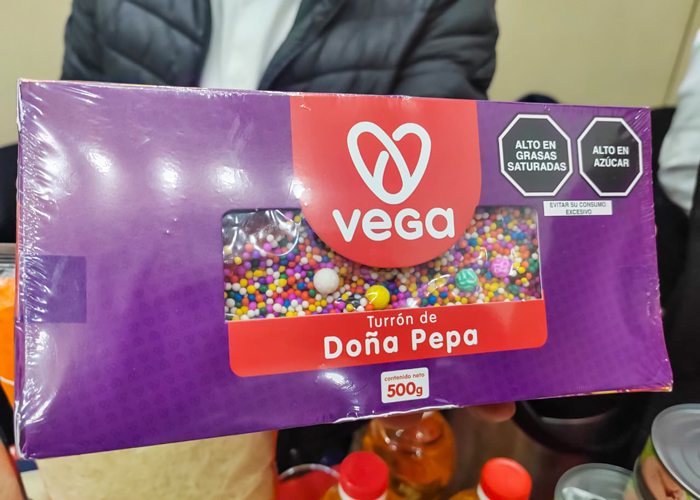 ALTO EN
GRASAS
SATURADAS
ALTO EN
AZÚCAR
EVITAR SU CONSUMO
EXCESIVO
vega
Turrón de
Doña Pepa
contenido neto
500g